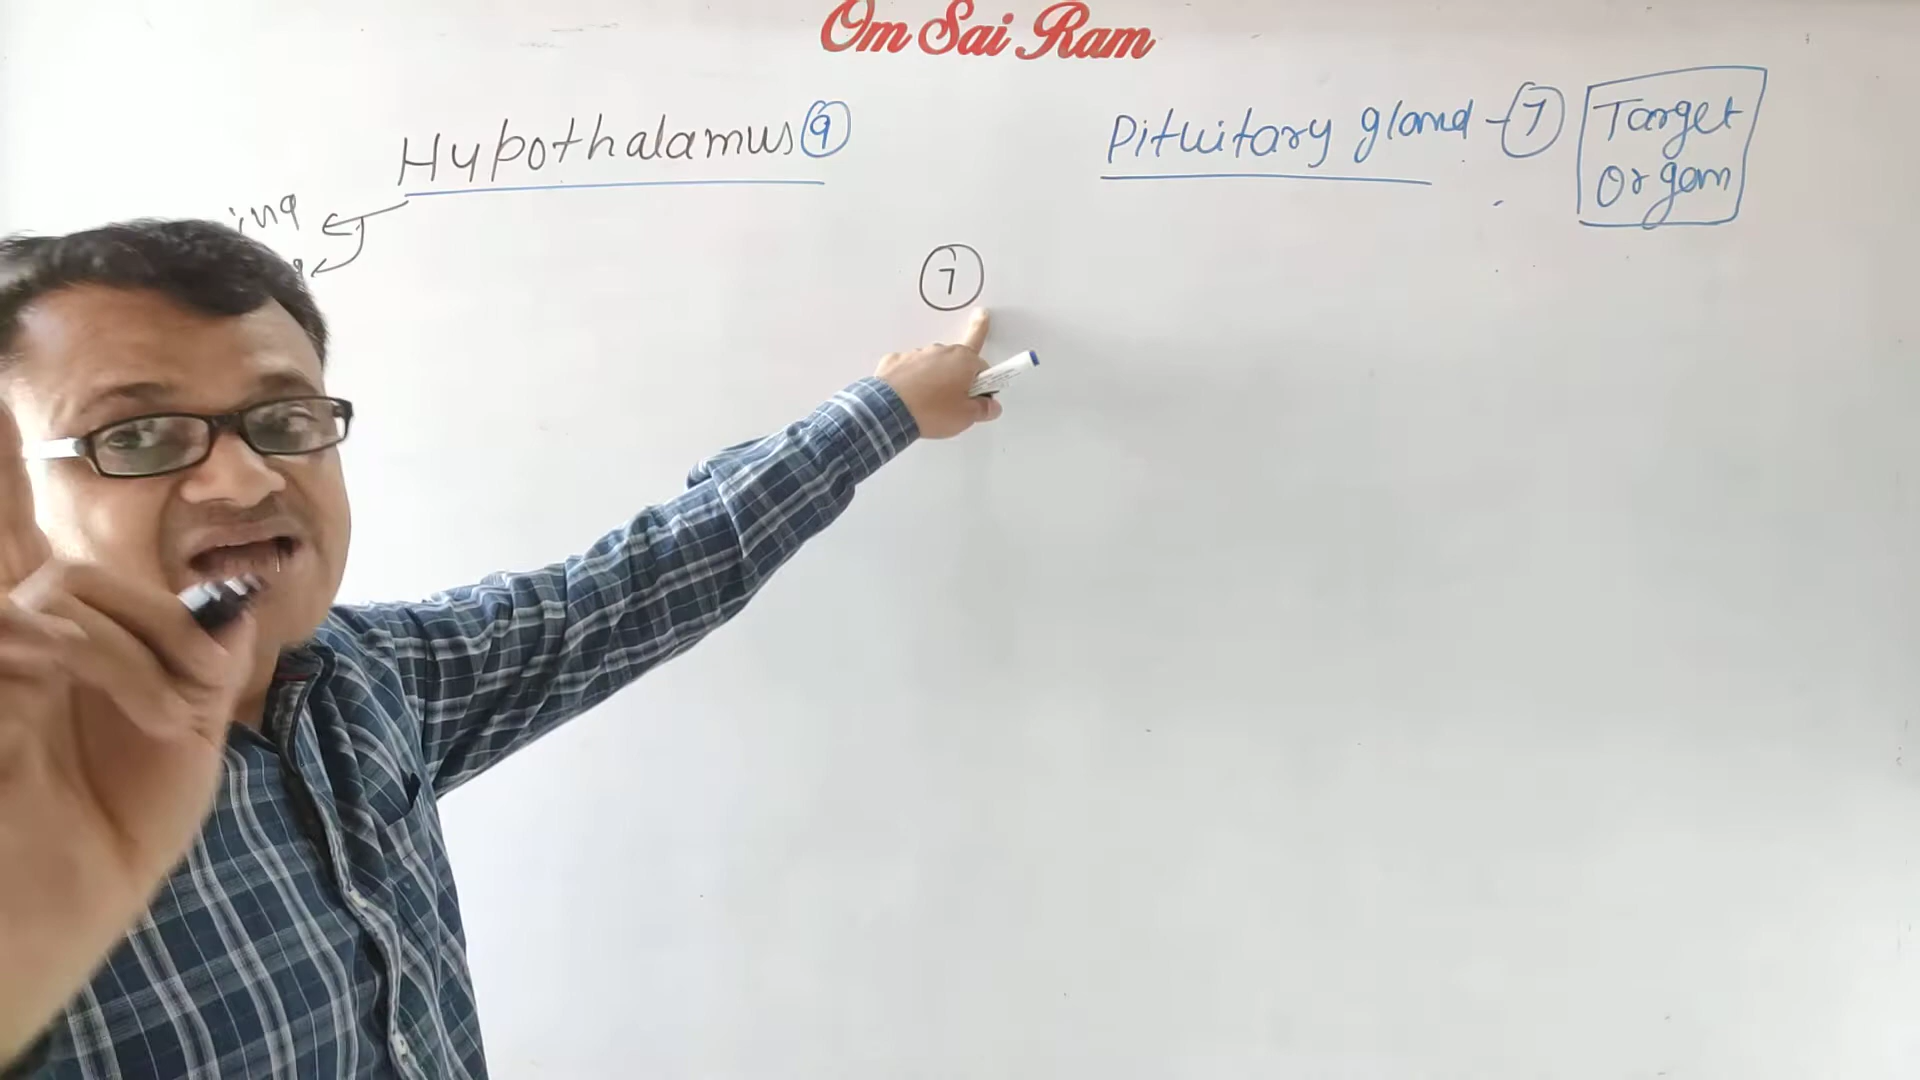 Om Sai Ram
Hypothalamus 9
Pituitary gland - 7
Target
Organ
7